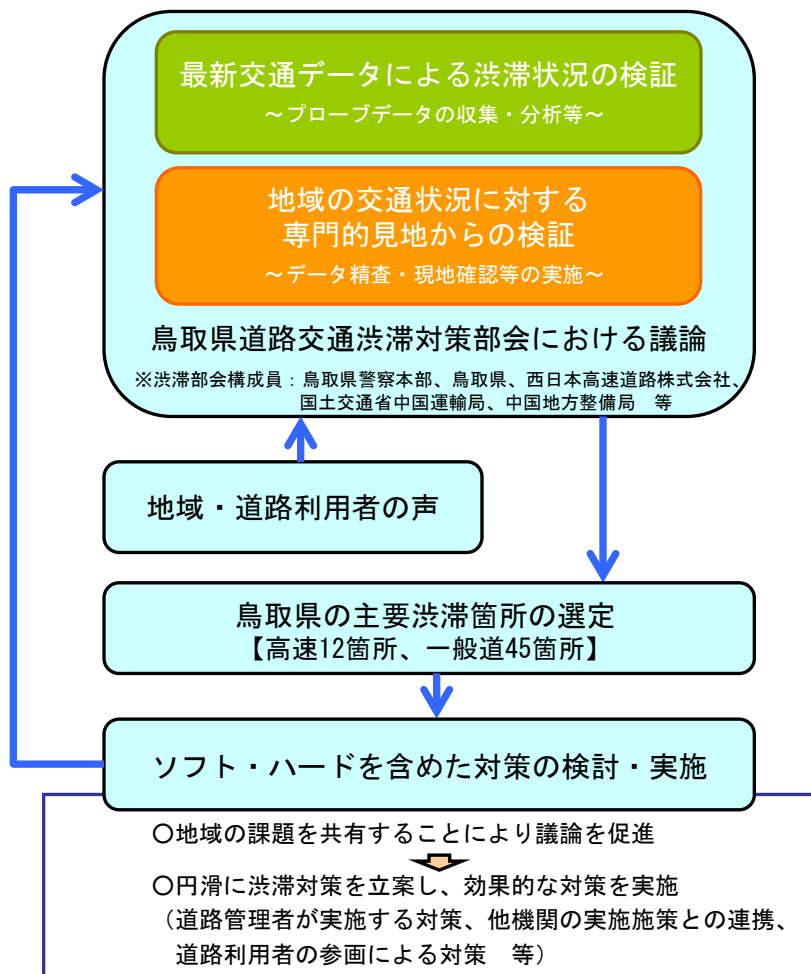 最新交通データによる渋滞状況の検証
～プローブデータの収集・分析等～
地域の交通状況に対する
専門的見地からの検証
～データ精査・現地確認等の実施～
鳥取県道路交通渋滞対策部会における議論
※渋滞部会構成員：鳥取県警察本部、鳥取県、西日本高速道路株式会社、
国土交通省中国運輸局、中国地方整備局　等
地域・道路利用者の声
鳥取県の主要渋滞箇所の選定
【高速12箇所、一般道45箇所】
ソフト・ハードを含めた対策の検討・実施
○地域の課題を共有することにより議論を促進
○円滑に渋滞対策を立案し、効果的な対策を実施
（道路管理者が実施する対策、他機関の実施施策との連携、
道路利用者の参画による対策　等）